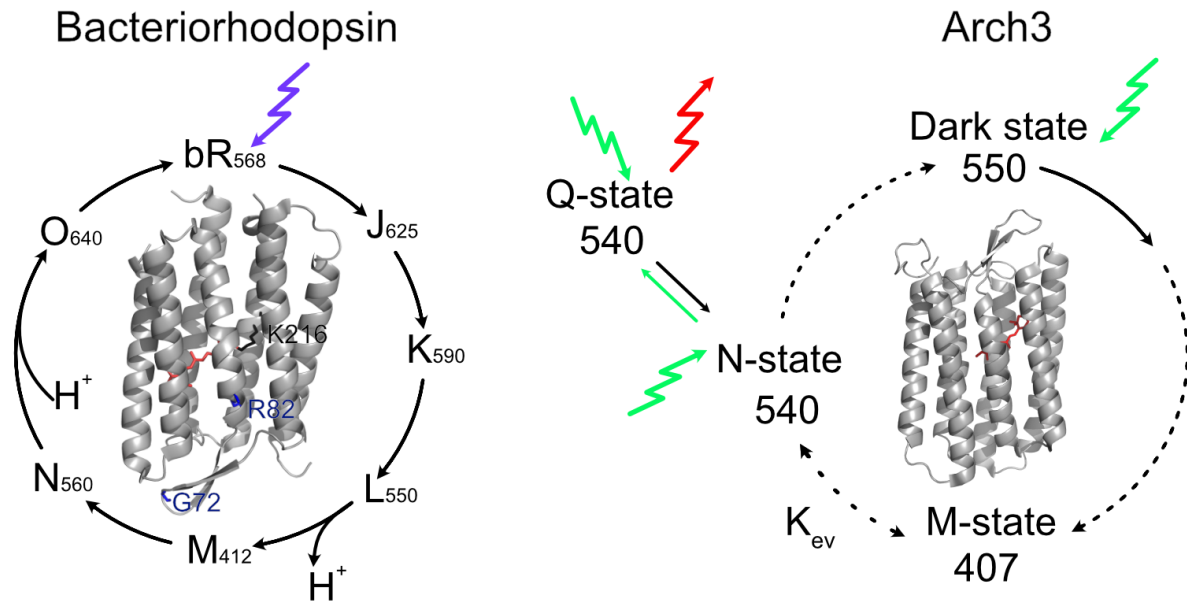 Bacteriorhodopsin
bR568
J625
K590
L550
H+
M412
N560
H+
O640
K216
R82
G72
Arch3
Dark state
550
Q-state
540
N-state
540
Kev
M-state
407